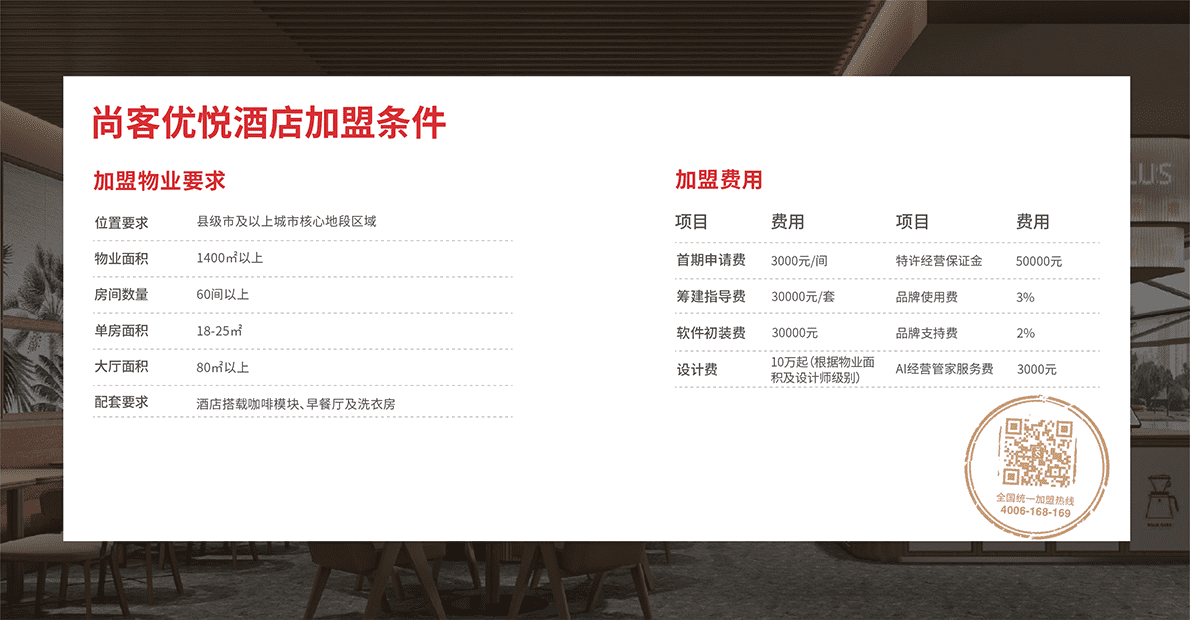 尚客优悦酒店加盟条件
加盟物业要求
位置要求 县级市及以上城市核心地段区域
物业面积 1400㎡以上
房间数量 60间以上
单房面积 18-25㎡
大厅面积 80㎡以上
配套要求 酒店搭载咖啡模块、早餐厅及洗衣房
加盟费用
项目 费用 项目 费用
首期申请费 3000元/间 特许经营保证金 50000元
筹建指导费 30000元/套 品牌使用费 3%
软件初装费 30000元 品牌支持费 2%
设计费 10万起(根据物业面
积及设计师级别) AI经营管家服务费 3000元
全国统一加盟热线
4006-168-169
LUS